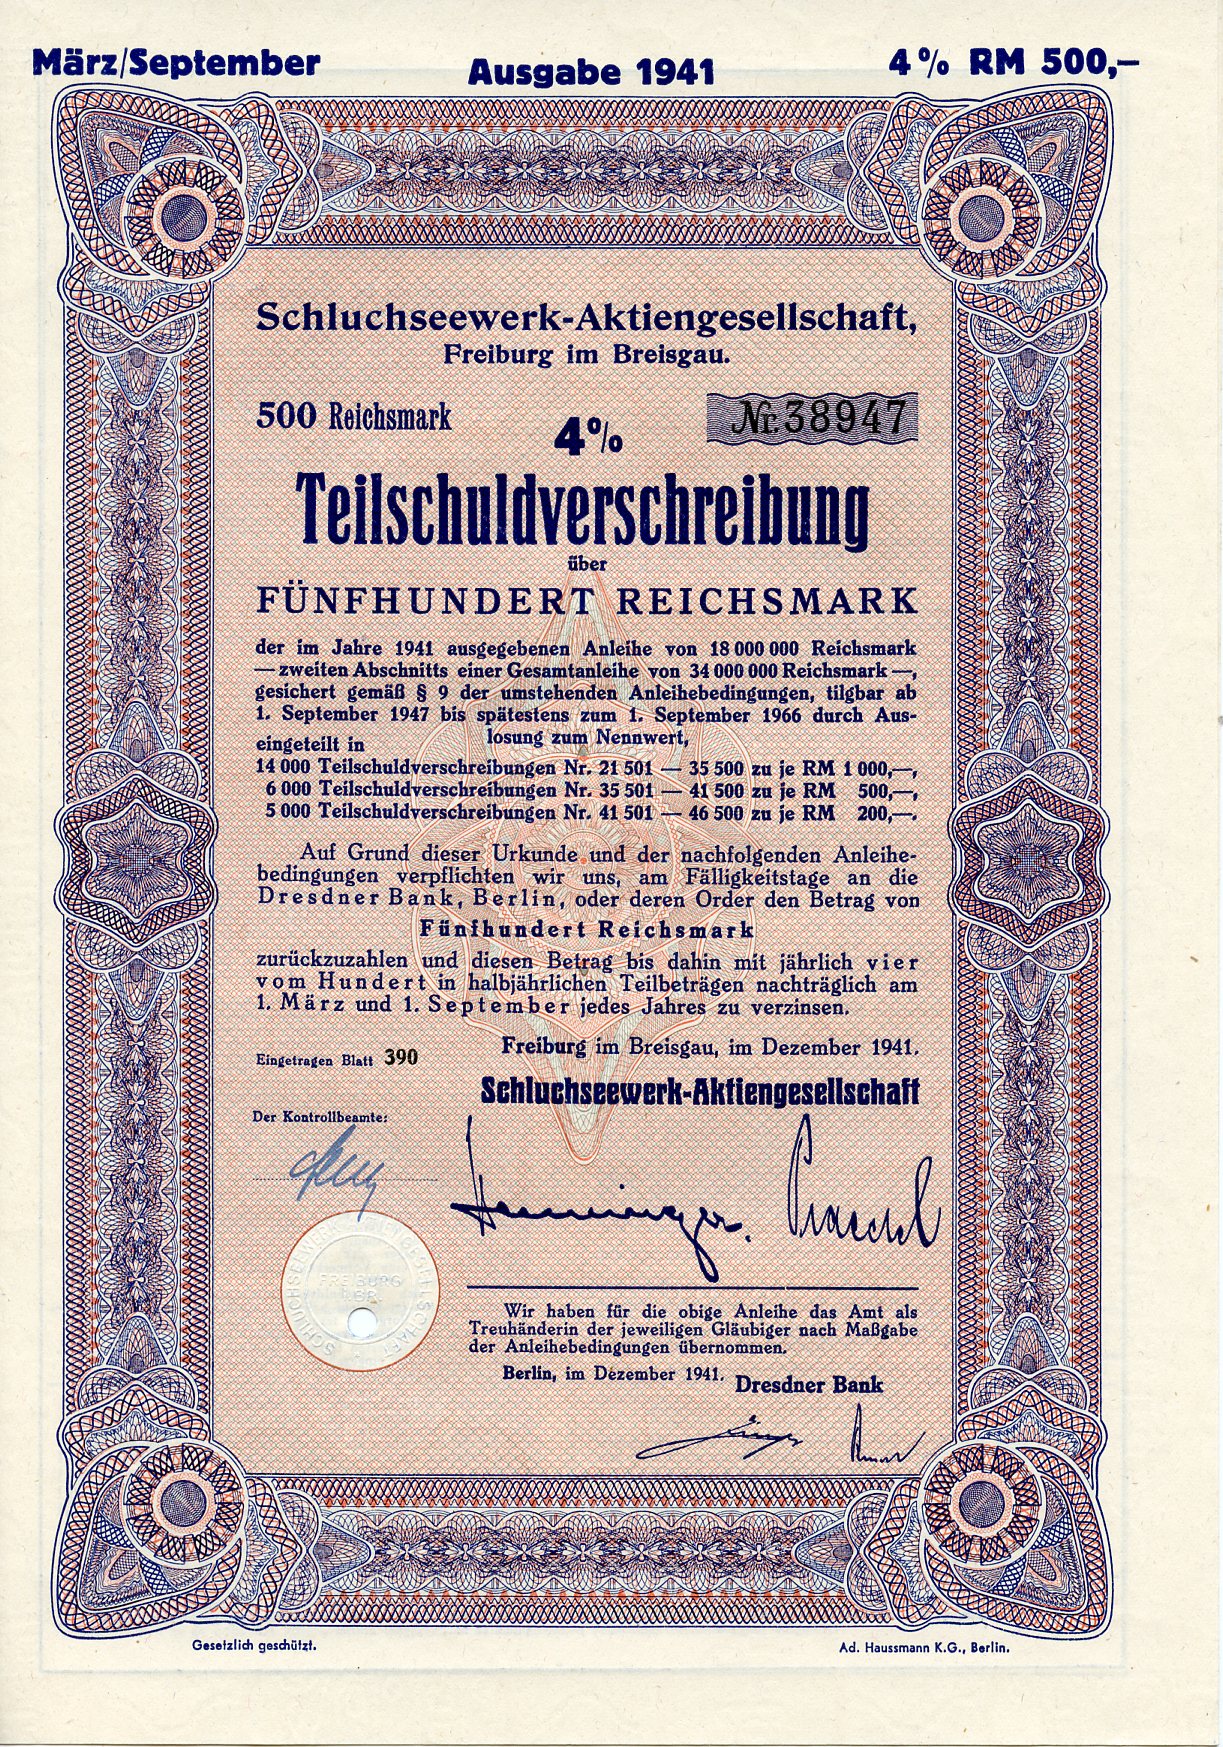 März/September
Ausgabe 1941
4% RM 500,—
Schluchseewerk-Aktiengesellschaft,
Freiburg im Breisgau.
500 Reichsmark
4%
Nr. 38947
Teilschuldverschreibung
über
FÜNFHUNDERT REICHSMARK
der im Jahre 1941 ausgegebenen Anleihe von 18 000 000 Reichsmark
— zweiten Abschnitts einer Gesamtanleihe von 34 000 000 Reichsmark —,
gesichert gemäß § 9 der umstehenden Anleihebedingungen, tilgbar ab
1. September 1947 bis spätestens zum 1. September 1966 durch Aus-
losung zum Nennwert,
eingeteilt in
14 000 Teilschuldverschreibungen Nr. 21 501 — 35 500 zu je RM 1 000,—,
6 000 Teilschuldverschreibungen Nr. 35 501 — 41 500 zu je RM 500,—,
5 000 Teilschuldverschreibungen Nr. 41 501 — 46 500 zu je RM 200,—.
Auf Grund dieser Urkunde und der nachfolgenden Anleihe-
bedingungen verpflichten wir uns, am Fälligkeitstage an die
Dresdner Bank, Berlin, oder deren Order den Betrag von
Fünfhundert Reichsmark
zurückzuzahlen und diesen Betrag bis dahin mit jährlich vier
vom Hundert in halbjährlichen Teilbeträgen nachträglich am
1. März und 1. September jedes Jahres zu verzinsen.
Eingetragen Blatt 390
Freiburg im Breisgau, im Dezember 1941.
Schluchseewerk-Aktiengesellschaft
Der Kontrollbeamte:
SCHLUCHSEEWERK AKTIENGESELLSCHAFT
FREIBURG
I.BR.
Wir haben für die obige Anleihe das Amt als
Treuhänderin der jeweiligen Gläubiger nach Maßgabe
der Anleihebedingungen übernommen.
Berlin, im Dezember 1941.
Dresdner Bank
Gesetzlich geschützt.
Ad. Haussmann K.G., Berlin.